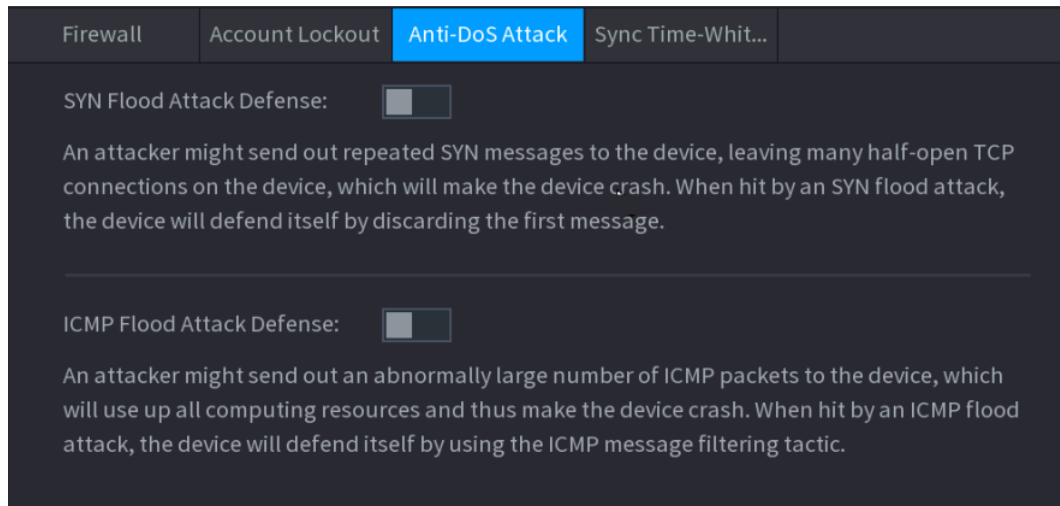 Firewall Account Lockout Anti-DoS Attack Sync Time-Whit...
SYN Flood Attack Defense:
An attacker might send out repeated SYN messages to the device, leaving many half-open TCP
connections on the device, which will make the device crash. When hit by an SYN flood attack,
the device will defend itself by discarding the first message.
ICMP Flood Attack Defense:
An attacker might send out an abnormally large number of ICMP packets to the device, which
will use up all computing resources and thus make the device crash. When hit by an ICMP flood
attack, the device will defend itself by using the ICMP message filtering tactic.